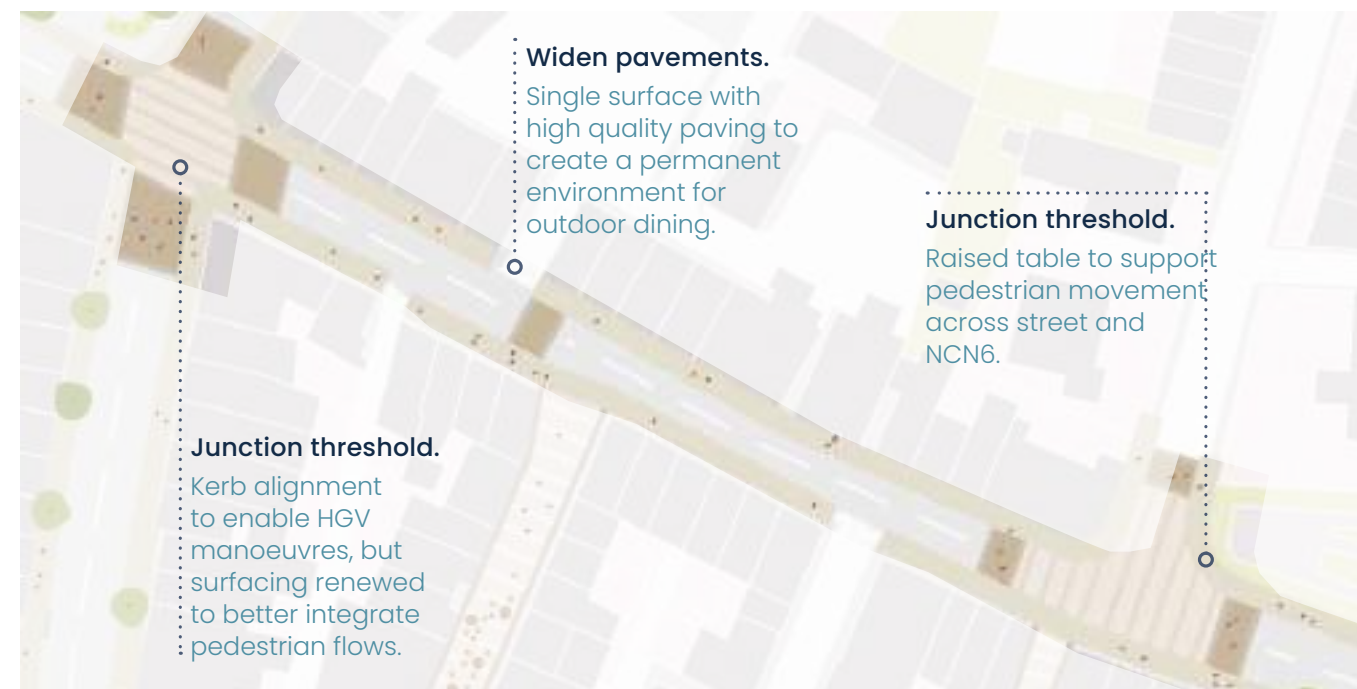 Widen pavements.
Single surface with
high quality paving to
create a permanent
environment for
outdoor dining.
Junction threshold.
Raised table to support
pedestrian movement
across street and
NCN6.
Junction threshold.
Kerb alignment
to enable HGV
manoeuvres, but
surfacing renewed
to better integrate
pedestrian flows.